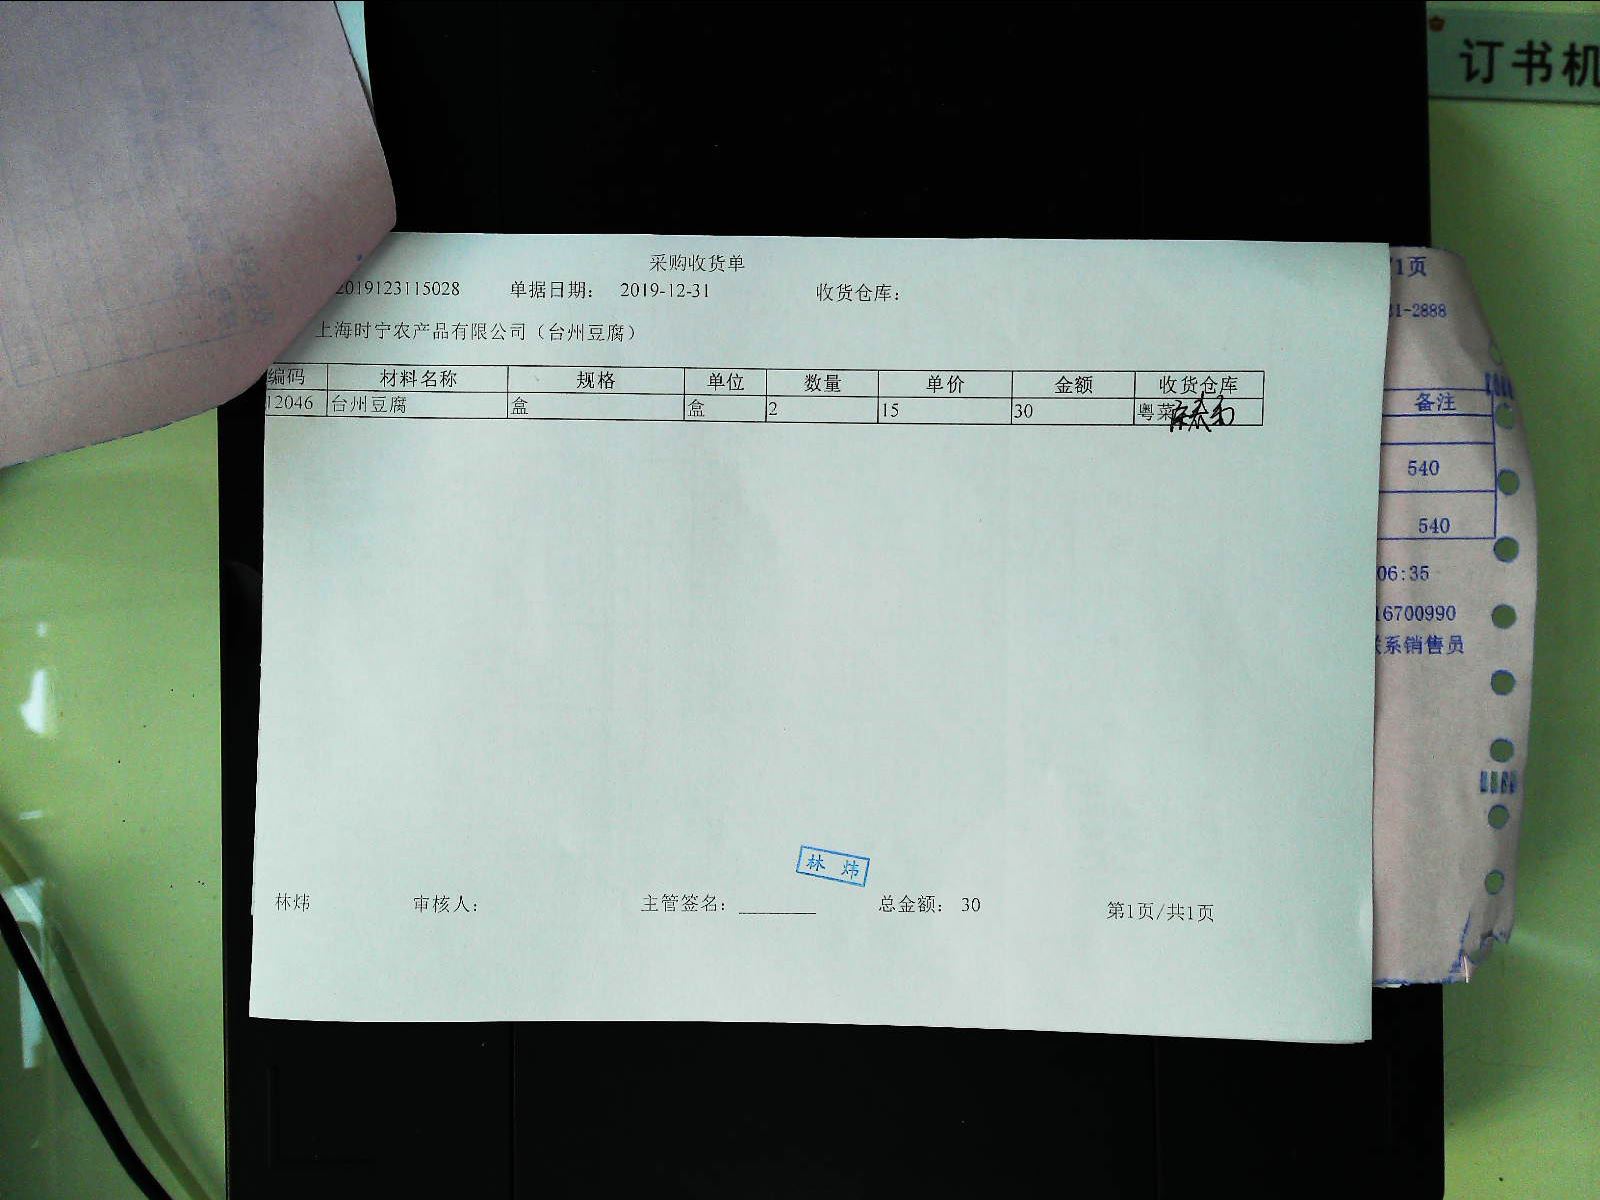 订书机
采购收货单
2019123115028 单据日期： 2019-12-31 收货仓库：
上海时宁农产品有限公司（台州豆腐）
编码 材料名称 规格 单位 数量 单价 金额 收货仓库
12046 台州豆腐 盒 盒 2 15 30 粤菜
林 炜
林炜 审核人： 主管签名： 总金额： 30 第1页/共1页
/1页
31-2888
备注
540
540
06:35
16700990
联系销售员